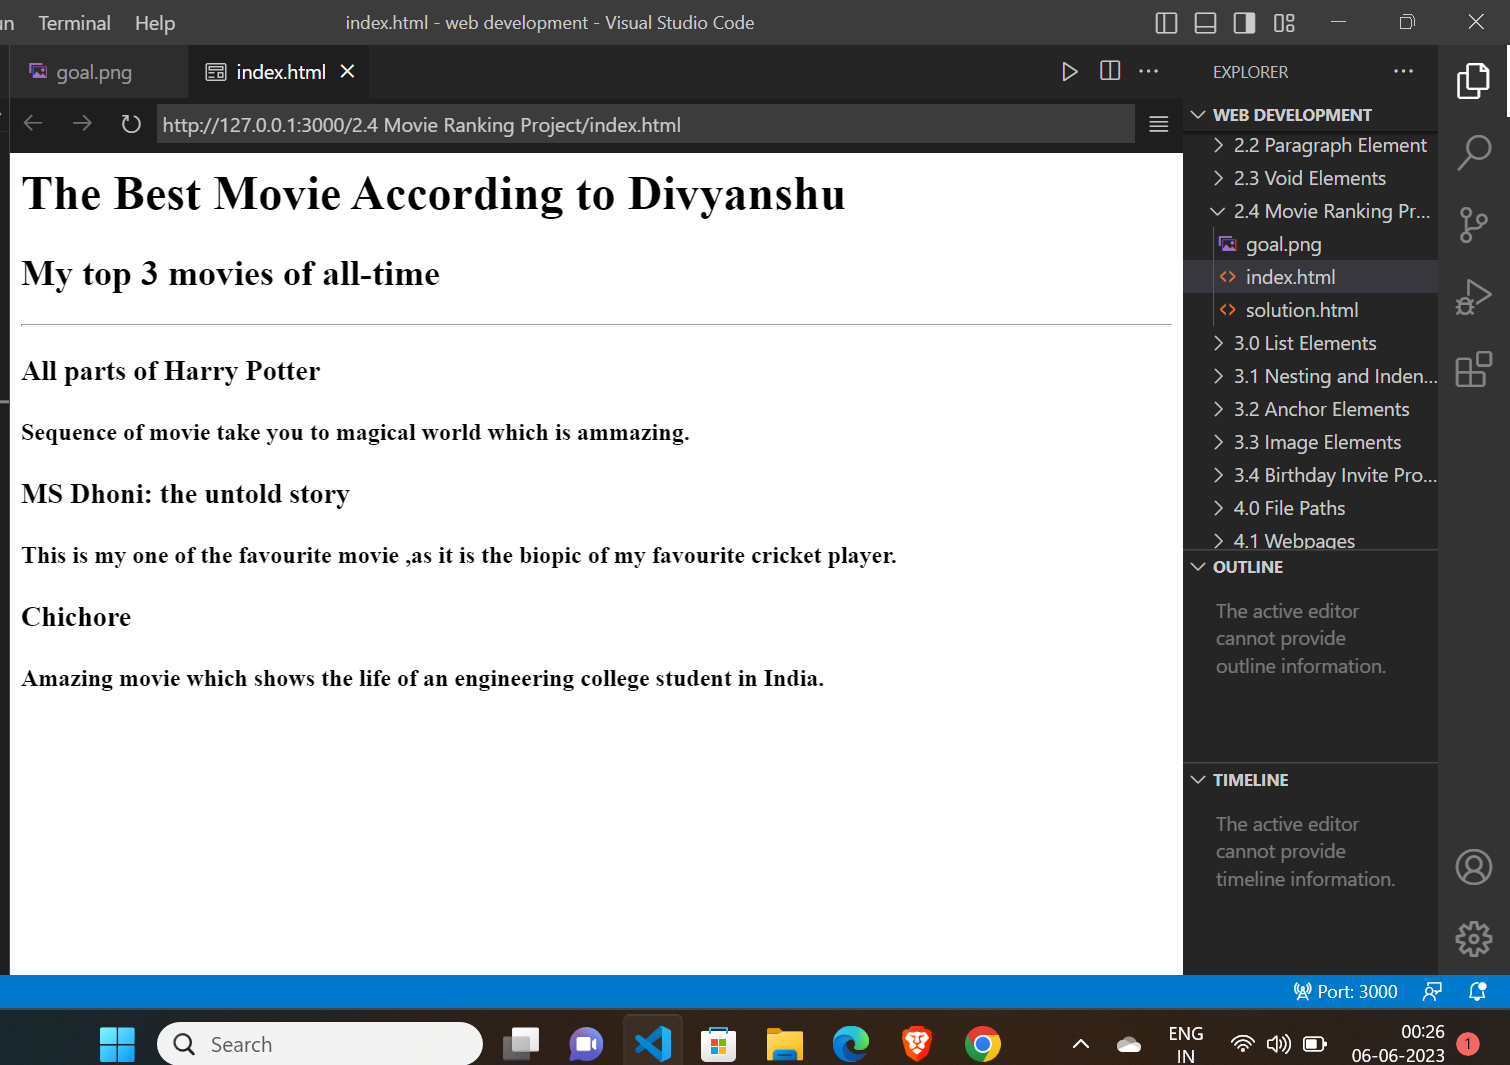 un Terminal Help index.html - web development - Visual Studio Code
goal.png index.html
http://127.0.0.1:3000/2.4 Movie Ranking Project/index.html
The Best Movie According to Divyanshu
My top 3 movies of all-time
All parts of Harry Potter
Sequence of movie take you to magical world which is ammazing.
MS Dhoni: the untold story
This is my one of the favourite movie ,as it is the biopic of my favourite cricket player.
Chichore
Amazing movie which shows the life of an engineering college student in India.
EXPLORER
WEB DEVELOPMENT
2.2 Paragraph Element
2.3 Void Elements
2.4 Movie Ranking Pr...
goal.png
index.html
solution.html
3.0 List Elements
3.1 Nesting and Inden...
3.2 Anchor Elements
3.3 Image Elements
3.4 Birthday Invite Pro...
4.0 File Paths
4.1 Webpages
OUTLINE
The active editor
cannot provide
outline information.
TIMELINE
The active editor
cannot provide
timeline information.
Port: 3000
Search
ENG
IN
00:26
06-06-2023
1